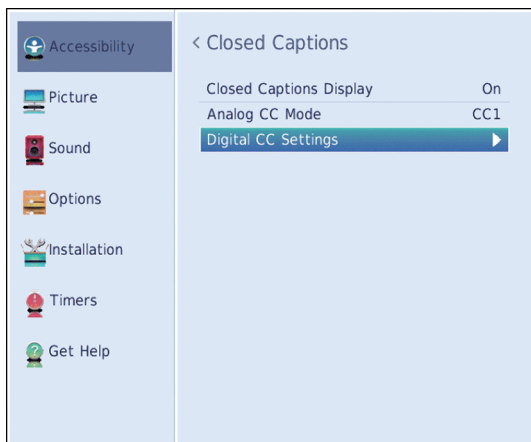 Accessibility
Picture
Sound
Options
Installation
Timers
Get Help
< Closed Captions
Closed Captions Display On
Analog CC Mode CC1
Digital CC Settings